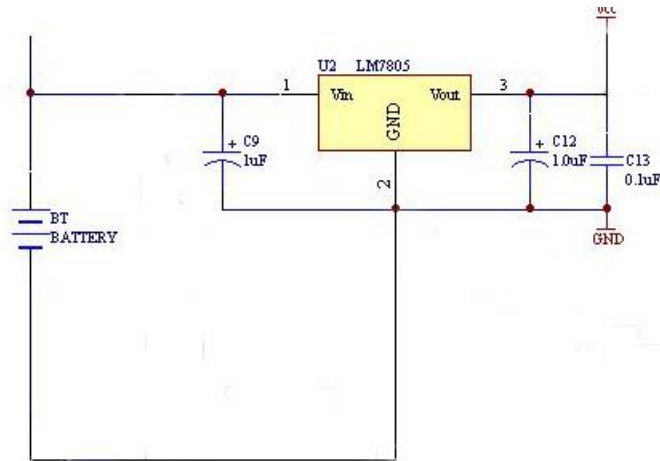 Vcc
U2 LM7805
1
Vin
Vout
3
GND
2
C9
1uF
C12
1.0uF
C13
0.1uF
BT
BATTERY
GND